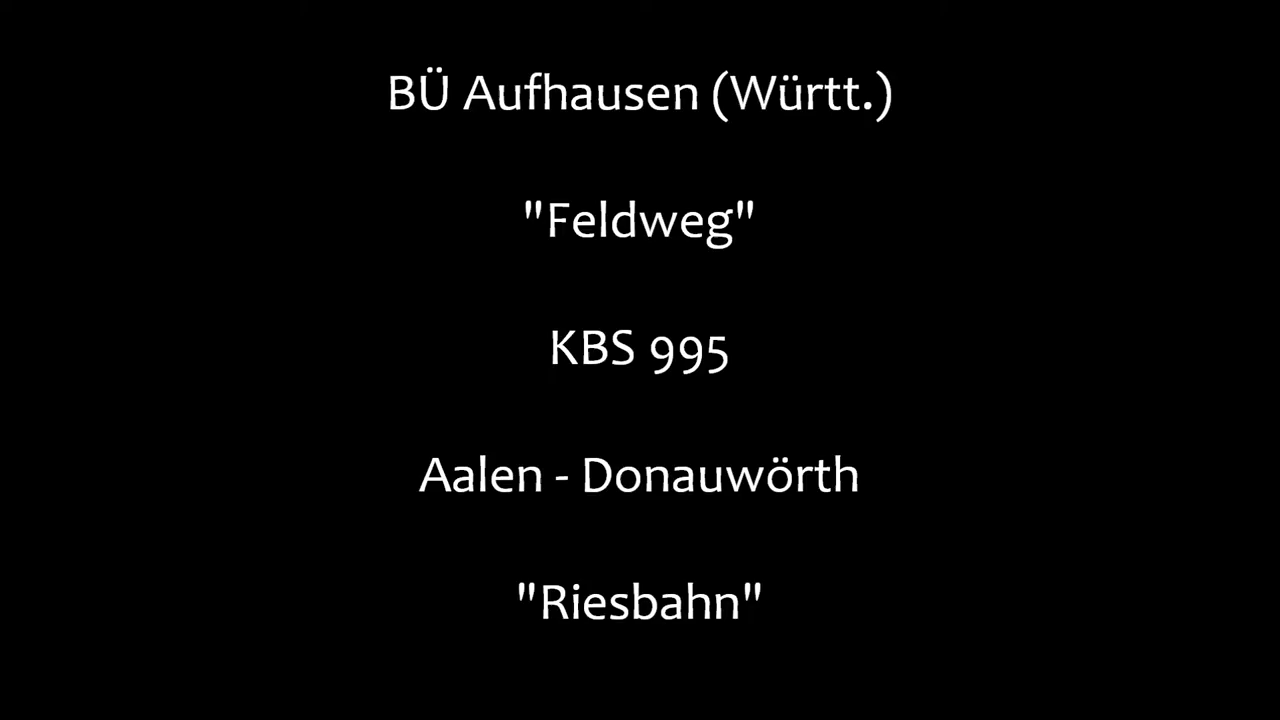 BÜ Aufhausen (Württ.)
"Feldweg"
KBS 995
Aalen - Donauwörth
"Riesbahn"